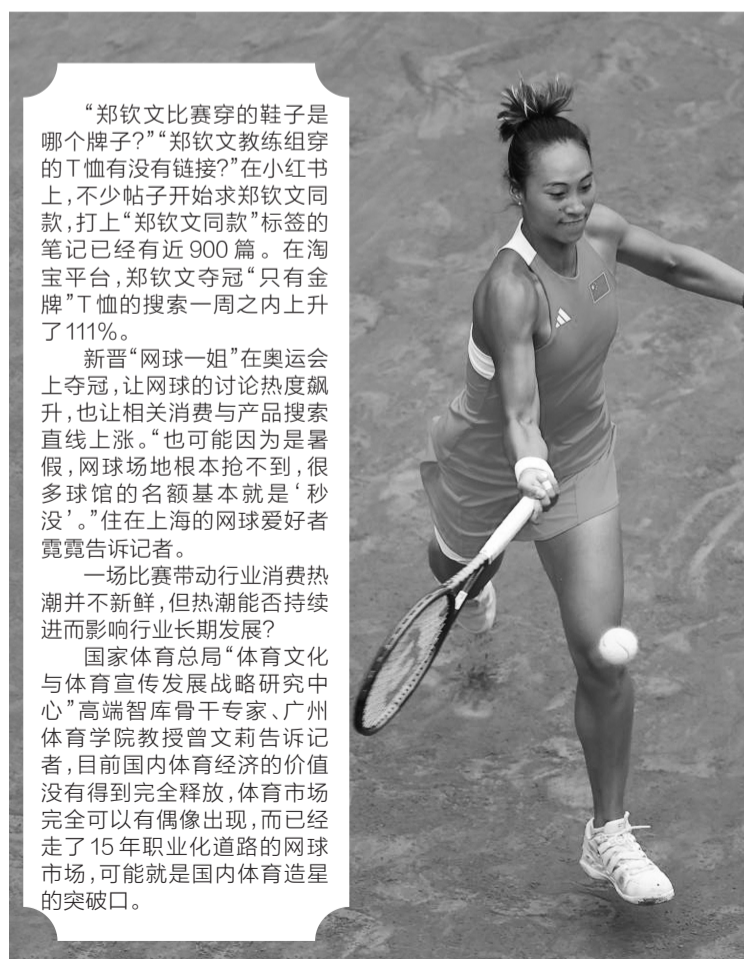 “郑钦文比赛穿的鞋子是
哪个牌子?”“郑钦文教练组穿
的T恤有没有链接?”在小红书
上,不少帖子开始求郑钦文同
款,打上“郑钦文同款”标签的
笔记已经有近900篇。在淘
宝平台,郑钦文夺冠“只有金
牌”T恤的搜索一周之内上升
了111%。
新晋“网球一姐”在奥运会
上夺冠,让网球的讨论热度飙
升,也让相关消费与产品搜索
直线上涨。“也可能因为是暑
假,网球场地根本抢不到,很
多球馆的名额基本就是‘秒
没’。”住在上海的网球爱好者
霓霓告诉记者。
一场比赛带动行业消费热
潮并不新鲜,但热潮能否持续
进而影响行业长期发展?
国家体育总局“体育文化
与体育宣传发展战略研究中
心”高端智库骨干专家、广州
体育学院教授曾文莉告诉记
者,目前国内体育经济的价值
没有得到完全释放,体育市场
完全可以有偶像出现,而已经
走了15年职业化道路的网球
市场,可能就是国内体育造星
的突破口。